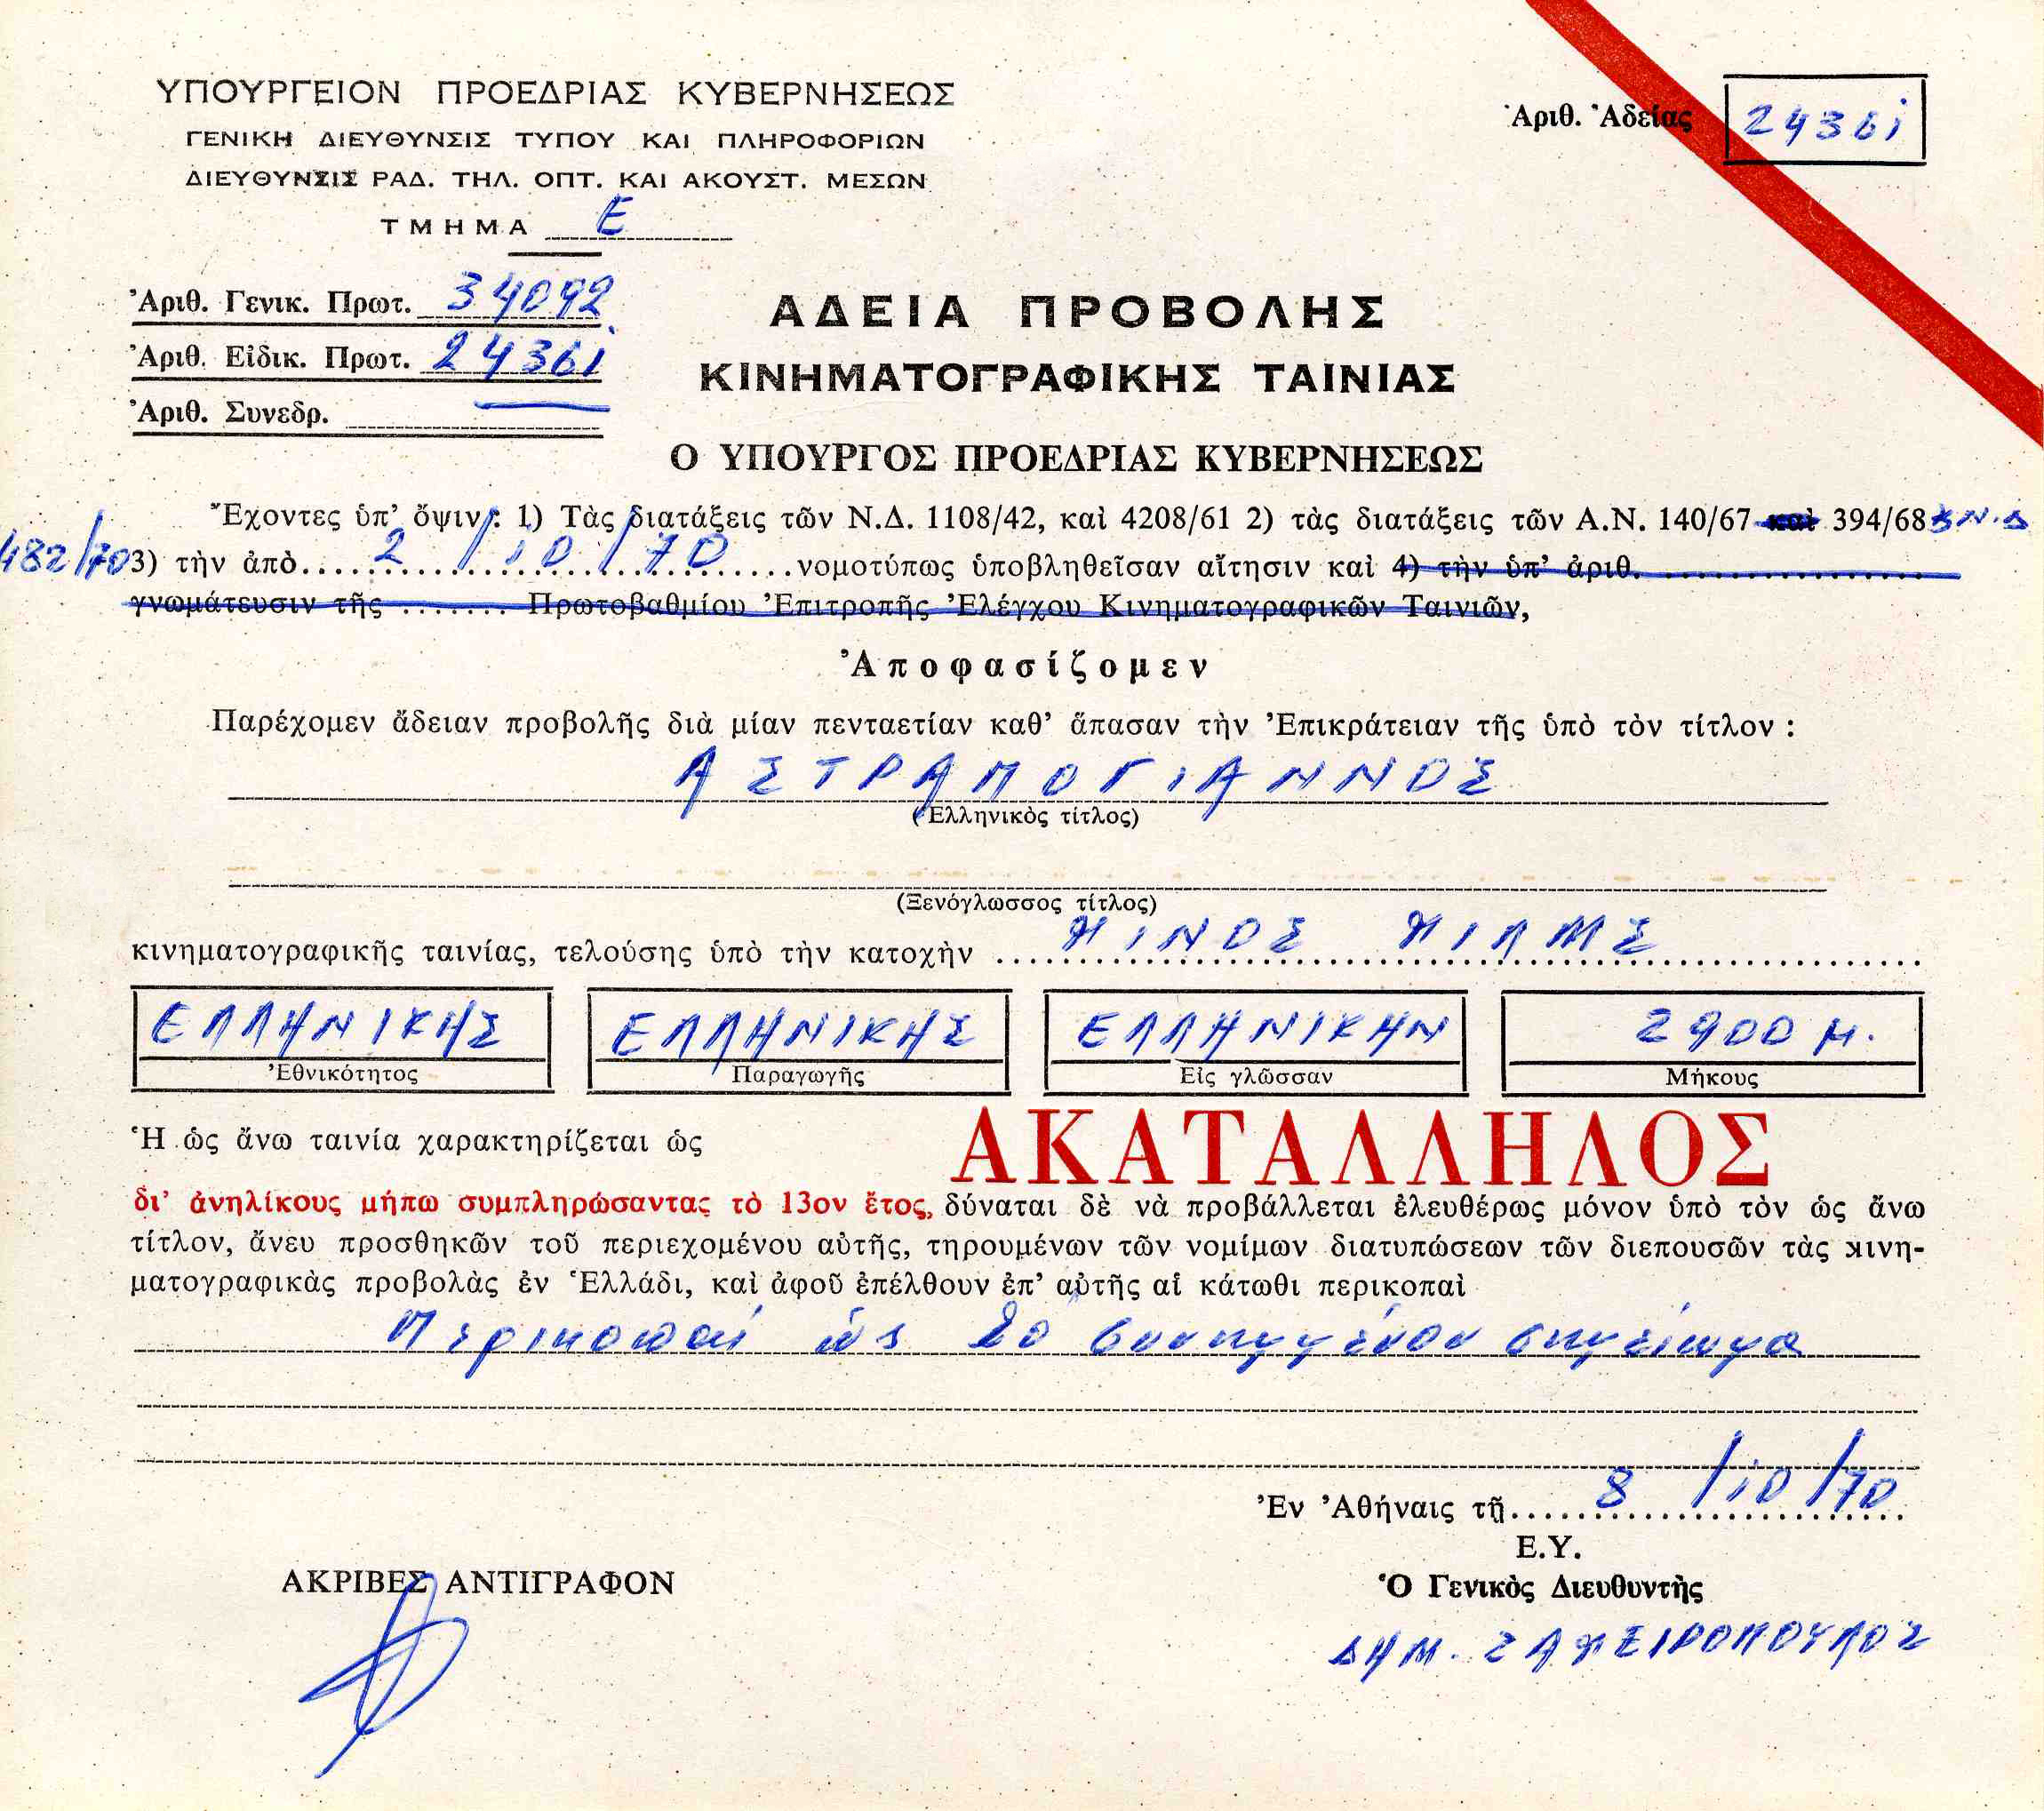 ΥΠΟΥΡΓΕΙΟΝ ΠΡΟΕΔΡΙΑΣ ΚΥΒΕΡΝΗΣΕΩΣ
ΓΕΝΙΚΗ ΔΙΕΥΘΥΝΣΙΣ ΤΥΠΟΥ ΚΑΙ ΠΛΗΡΟΦΟΡΙΩΝ
ΔΙΕΥΘΥΝΣΙΣ ΡΑΔ. ΤΗΛ. ΟΠΤ. ΚΑΙ ΑΚΟΥΣΤ. ΜΕΣΩΝ
ΤΜΗΜΑ Ε
Ἀριθ. Ἀδείας 24361
Ἀριθ. Γενικ. Πρωτ. 34092
Ἀριθ. Εἰδικ. Πρωτ. 24361
Ἀριθ. Συνεδρ.
ΑΔΕΙΑ ΠΡΟΒΟΛΗΣ
ΚΙΝΗΜΑΤΟΓΡΑΦΙΚΗΣ ΤΑΙΝΙΑΣ
Ο ΥΠΟΥΡΓΟΣ ΠΡΟΕΔΡΙΑΣ ΚΥΒΕΡΝΗΣΕΩΣ
Ἔχοντες ὑπ' ὄψιν: 1) Τὰς διατάξεις τῶν Ν.Δ. 1108/42, καὶ 4208/61 2) τὰς διατάξεις τῶν Α.Ν. 140/67 καὶ 394/68 Ν.Δ
482/70 3) τὴν ἀπὸ 2/10/70 νομοτύπως ὑποβληθεῖσαν αἴτησιν καὶ 4) τὴν ὑπ' ἀριθ.
γνωμάτευσιν τῆς ....... Πρωτοβαθμίου Ἐπιτροπῆς Ἐλέγχου Κινηματογραφικῶν Ταινιῶν,
Ἀποφασίζομεν
Παρέχομεν ἄδειαν προβολῆς διὰ μίαν πενταετίαν καθ' ἅπασαν τὴν Ἐπικράτειαν τῆς ὑπὸ τὸν τίτλον :
ΑΣΤΡΑΠΟΓΙΑΝΝΟΣ
(Ἑλληνικὸς τίτλος)
(Ξενόγλωσσος τίτλος)
κινηματογραφικῆς ταινίας, τελούσης ὑπὸ τὴν κατοχὴν ΦΙΝΟΣ ΦΙΛΜΣ
ΕΛΛΗΝΙΚΗΣ ΕΛΛΗΝΙΚΗΣ ΕΛΛΗΝΙΚΗΝ 2900 Μ.
Ἐθνικότητος Παραγωγῆς Εἰς γλῶσσαν Μήκους
Ἡ ὡς ἄνω ταινία χαρακτηρίζεται ὡς ΑΚΑΤΑΛΛΗΛΟΣ
δι' ἀνηλίκους μήπω συμπληρώσαντας τὸ 13ον ἔτος, δύναται δὲ νὰ προβάλλεται ἐλευθέρως μόνον ὑπὸ τὸν ὡς ἄνω
τίτλον, ἄνευ προσθηκῶν τοῦ περιεχομένου αὐτῆς, τηρουμένων τῶν νομίμων διατυπώσεων τῶν διεπουσῶν τὰς κινη-
ματογραφικὰς προβολὰς ἐν Ἑλλάδι, καὶ ἀφοῦ ἐπέλθουν ἐπ' αὐτῆς αἱ κάτωθι περικοπαὶ
Περικοπαί ὡς το συνημμένον σημείωμα
Ἐν Ἀθήναις τῇ 8/10/70
Ε.Υ.
Ὁ Γενικὸς Διευθυντὴς
ΔΗΜ. ΖΑΦΕΙΡΟΠΟΥΛΟΣ
ΑΚΡΙΒΕΣ ΑΝΤΙΓΡΑΦΟΝ